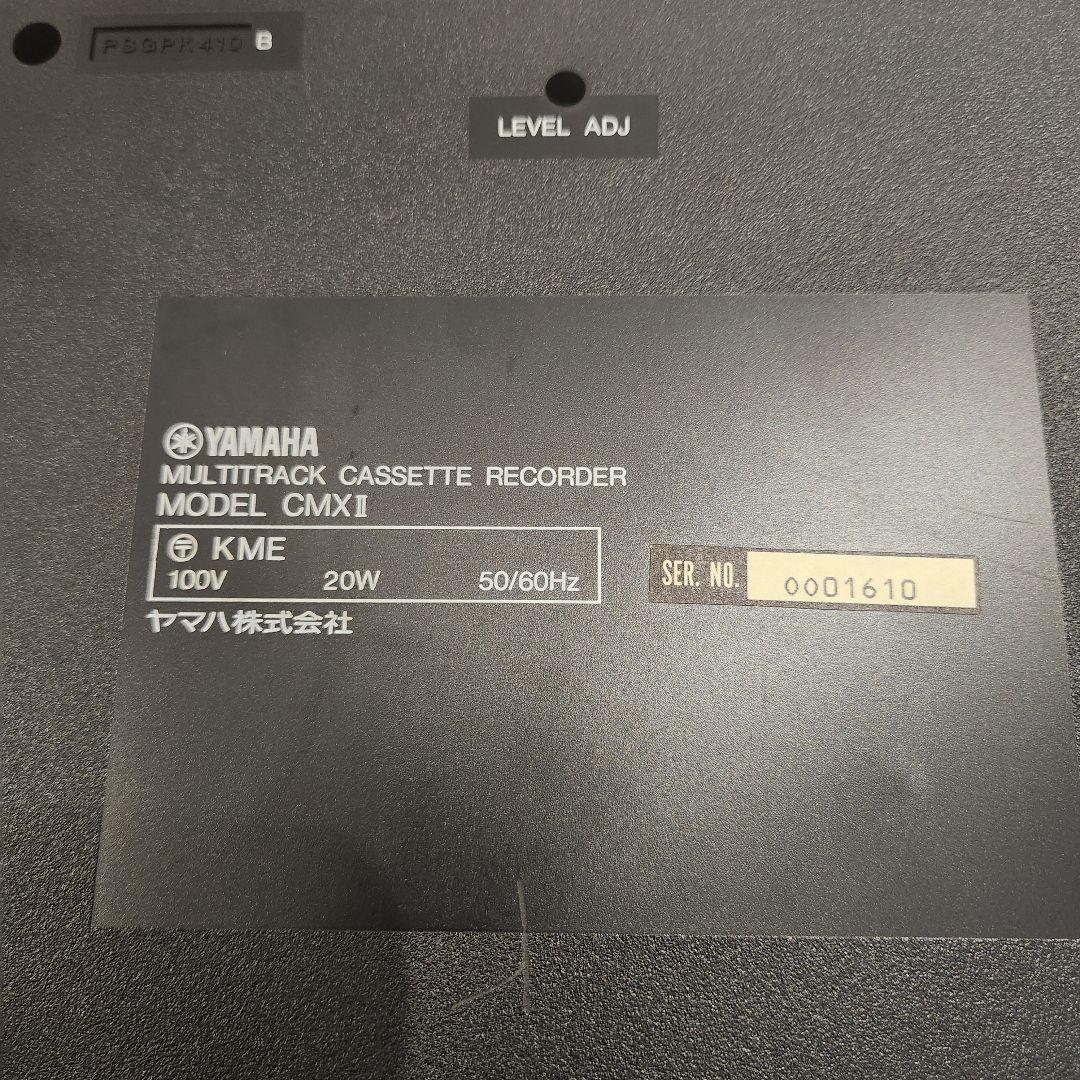 PSGPK410 B
LEVEL ADJ
YAMAHA
MULTITRACK CASSETTE RECORDER
MODEL CMXⅡ
〶 KME
100V 20W 50/60Hz
SER. NO. 0001610
ヤマハ株式会社